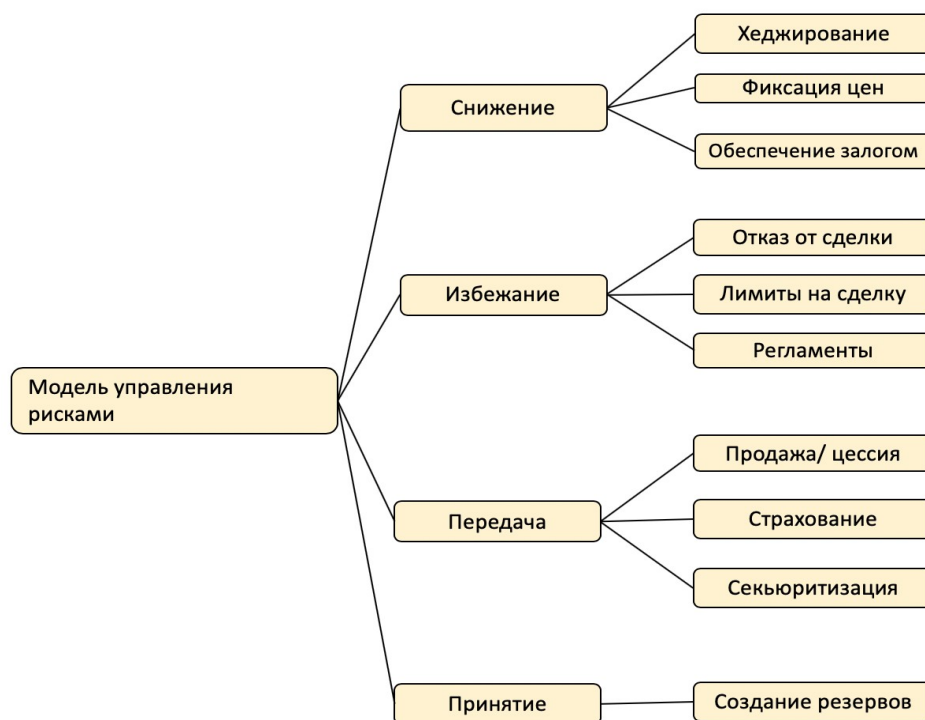 Модель управления
рисками
Снижение
Хеджирование
Фиксация цен
Обеспечение залогом
Избежание
Отказ от сделки
Лимиты на сделку
Регламенты
Передача
Продажа/ цессия
Страхование
Секьюритизация
Принятие
Создание резервов